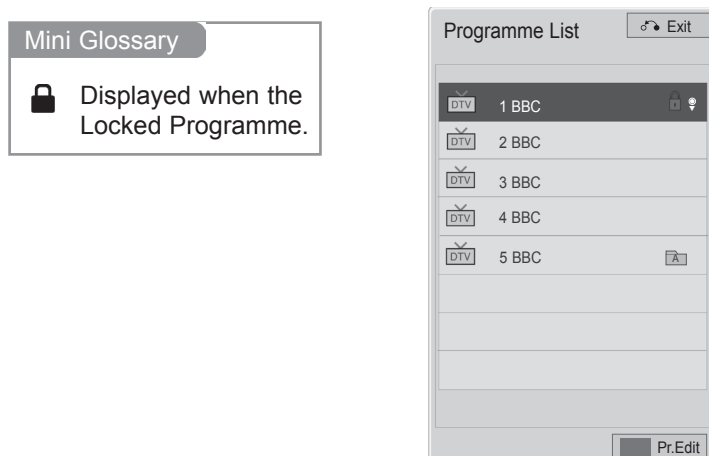 Mini Glossary
Displayed when the
Locked Programme.
Programme List
Exit
DTV 1 BBC
DTV 2 BBC
DTV 3 BBC
DTV 4 BBC
DTV 5 BBC A
Pr.Edit